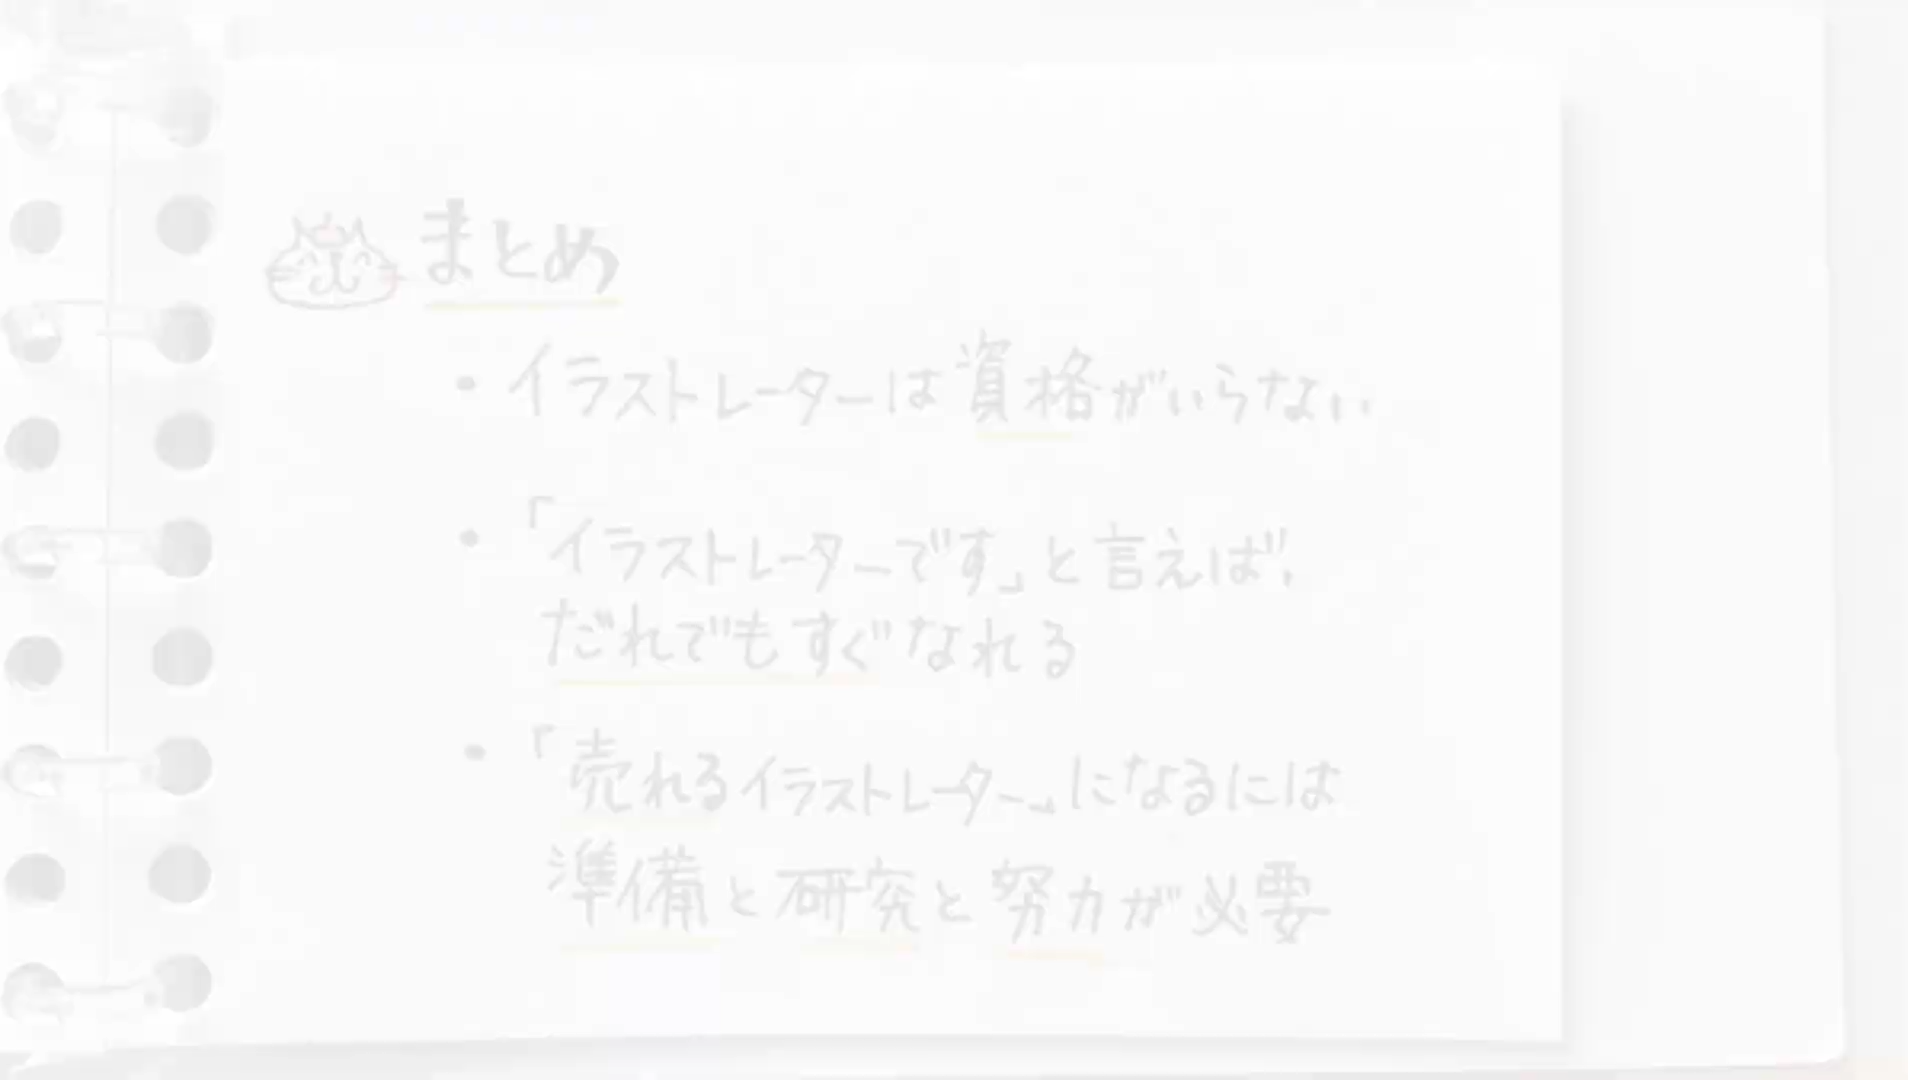 まとめ
・イラストレーターは資格がいらない
・「イラストレーターです」と言えば、
だれでもすぐなれる
・「売れるイラストレーター」になるには
準備と研究と努力が必要